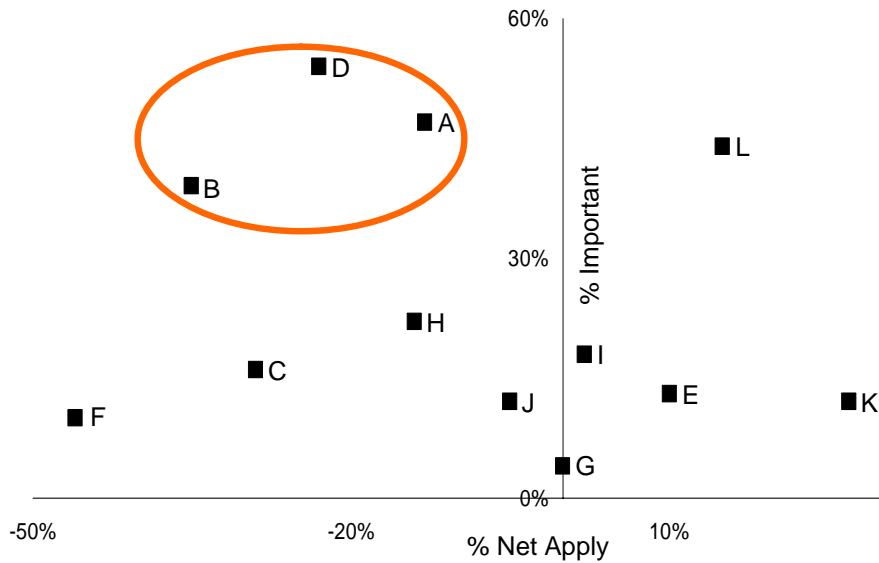 60%
D
A
L
B
30%
% Important
H
I
C
E
J
K
F
G
0%
-50%
-20%
10%
% Net Apply